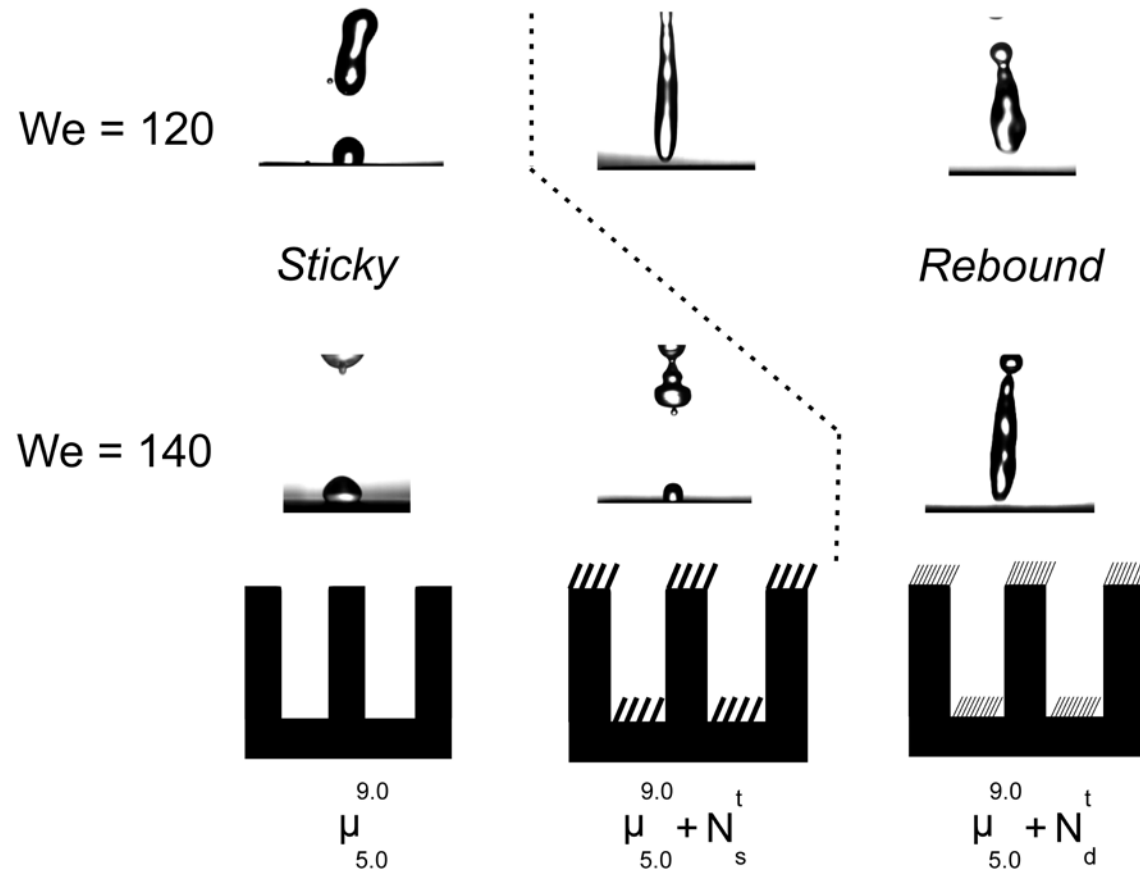 We = 120
Sticky
Rebound
We = 140
μ 9.0 5.0
μ 9.0 5.0 + N t s
μ 9.0 5.0 + N t d